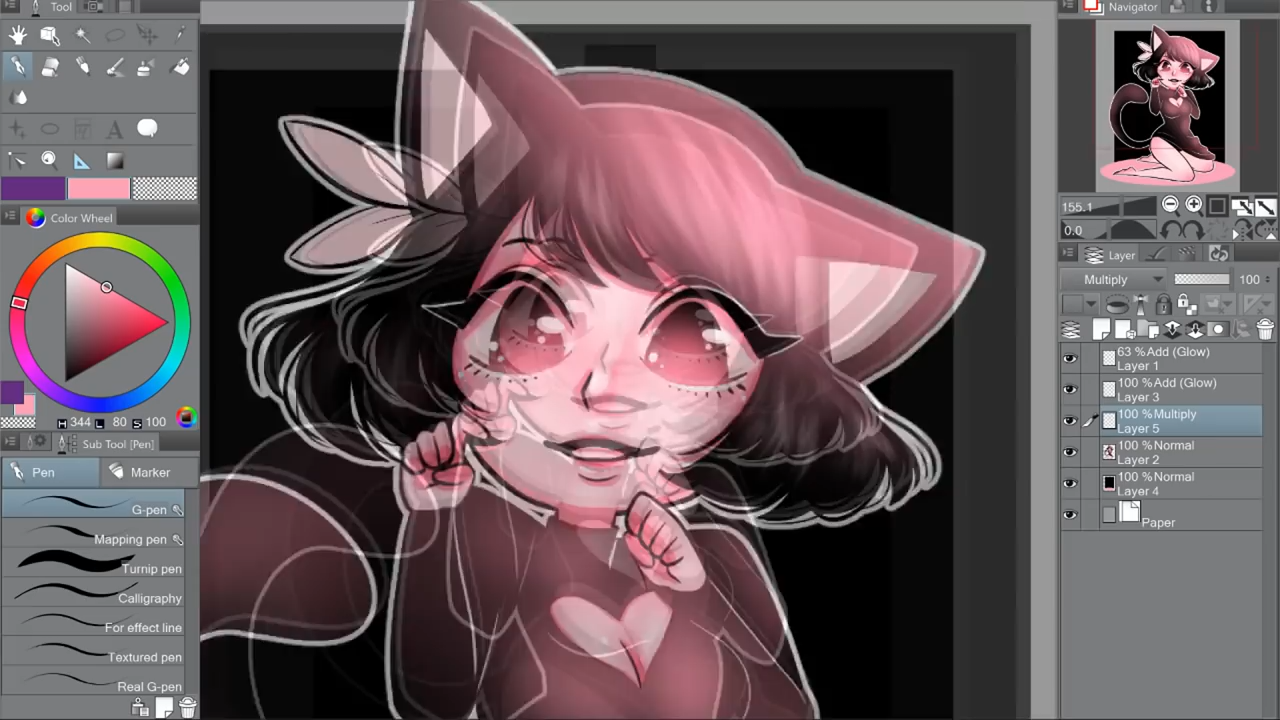 Tool
Color Wheel
H 344 L 80 S 100
Sub Tool [Pen]
Pen
Marker
G-pen
Mapping pen
Turnip pen
Calligraphy
For effect line
Textured pen
Real G-pen
Navigator
155.1
0.0
Layer
Multiply 100
63 %Add (Glow)
Layer 1
100 %Add (Glow)
Layer 3
100 %Multiply
Layer 5
100 %Normal
Layer 2
100 %Normal
Layer 4
Paper